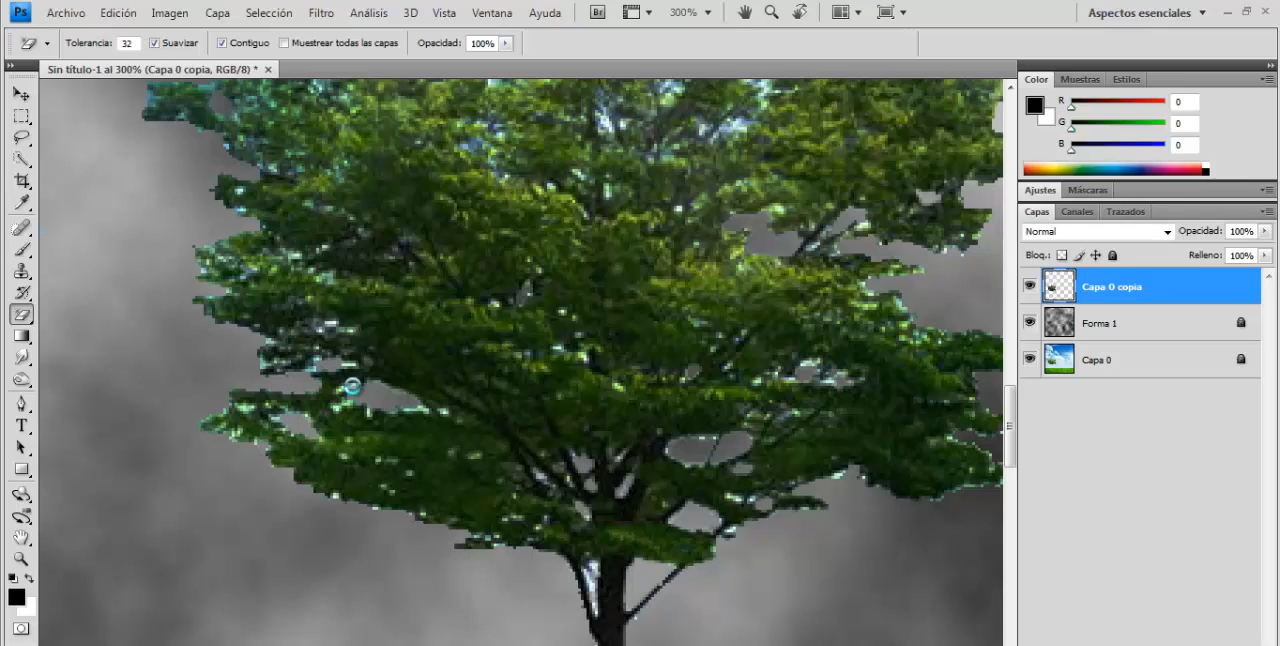 Ps Archivo Edición Imagen Capa Selección Filtro Análisis 3D Vista Ventana Ayuda Br 300% Aspectos esenciales
Tolerancia: 32 Suavizar Contiguo Muestrear todas las capas Opacidad: 100%
Sin título-1 al 300% (Capa 0 copia, RGB/8) *
Color Muestras Estilos
R 0
G 0
B 0
Ajustes Máscaras
Capas Canales Trazados
Normal Opacidad: 100%
Bloq.: Relleno: 100%
Capa 0 copia
Forma 1
Capa 0
T